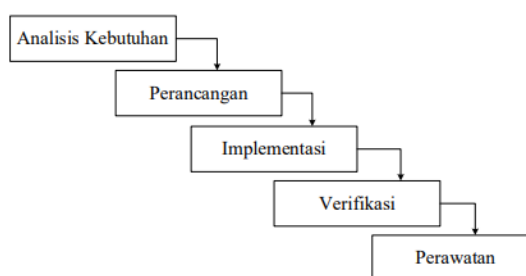 Analisis Kebutuhan
Perancangan
Implementasi
Verifikasi
Perawatan